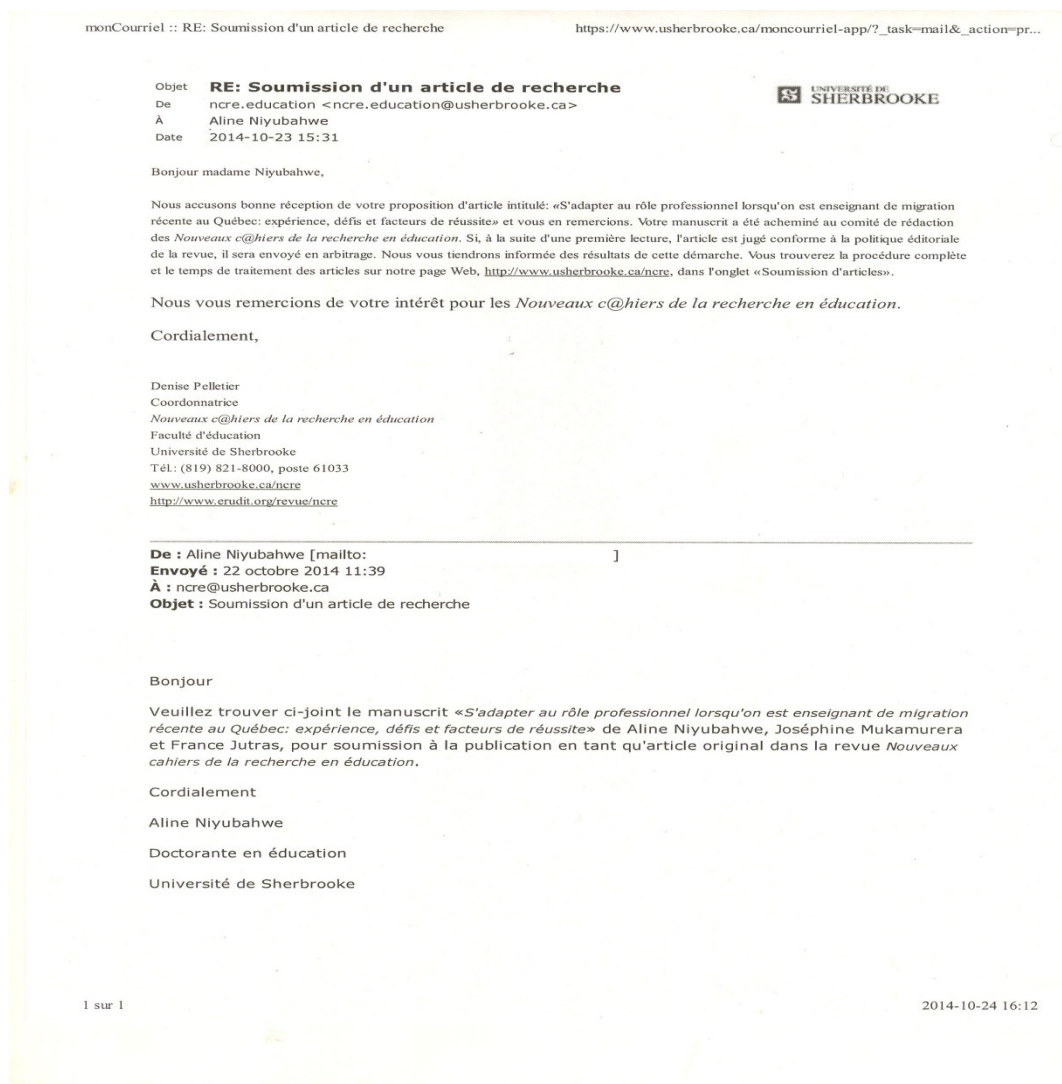 monCourriel :: RE: Soumission d'un article de recherche https://www.usherbrooke.ca/moncourriel-app/?_task=mail&_action=pr...
Objet RE: Soumission d'un article de recherche
De ncre.education <ncre.education@usherbrooke.ca>
À Aline Niyubahwe
Date 2014-10-23 15:31
UNIVERSITÉ DE
SHERBROOKE
Bonjour madame Niyubahwe,
Nous accusons bonne réception de votre proposition d'article intitulé: «S'adapter au rôle professionnel lorsqu'on est enseignant de migration
récente au Québec: expérience, défis et facteurs de réussite» et vous en remercions. Votre manuscrit a été acheminé au comité de rédaction
des Nouveaux c@hiers de la recherche en éducation. Si, à la suite d'une première lecture, l'article est jugé conforme à la politique éditoriale
de la revue, il sera envoyé en arbitrage. Nous vous tiendrons informée des résultats de cette démarche. Vous trouverez la procédure complète
et le temps de traitement des articles sur notre page Web, http://www.usherbrooke.ca/ncre, dans l'onglet «Soumission d'articles».
Nous vous remercions de votre intérêt pour les Nouveaux c@hiers de la recherche en éducation.
Cordialement,
Denise Pelletier
Coordonnatrice
Nouveaux c@hiers de la recherche en éducation
Faculté d'éducation
Université de Sherbrooke
Tél.: (819) 821-8000, poste 61033
www.usherbrooke.ca/ncre
http://www.erudit.org/revue/ncre
De : Aline Niyubahwe [mailto: ]
Envoyé : 22 octobre 2014 11:39
À : ncre@usherbrooke.ca
Objet : Soumission d'un article de recherche
Bonjour
Veuillez trouver ci-joint le manuscrit «S'adapter au rôle professionnel lorsqu'on est enseignant de migration
récente au Québec: expérience, défis et facteurs de réussite» de Aline Niyubahwe, Joséphine Mukamurera
et France Jutras, pour soumission à la publication en tant qu'article original dans la revue Nouveaux
cahiers de la recherche en éducation.
Cordialement
Aline Niyubahwe
Doctorante en éducation
Université de Sherbrooke
1 sur 1 2014-10-24 16:12